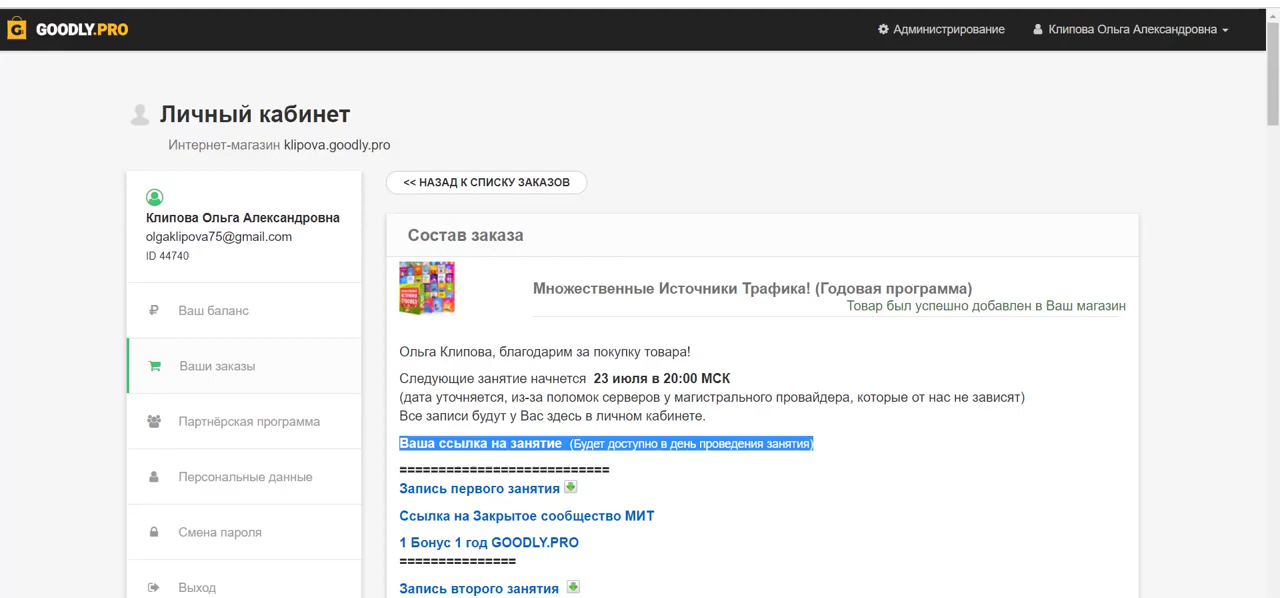 GOODLY.PRO
Администрирование
Клипова Ольга Александровна
Личный кабинет
Интернет-магазин klipova.goodly.pro
<< НАЗАД К СПИСКУ ЗАКАЗОВ
Клипова Ольга Александровна
olgaklipova75@gmail.com
ID 44740
Ваш баланс
Ваши заказы
Партнёрская программа
Персональные данные
Смена пароля
Выход
Состав заказа
Множественные Источники Трафика! (Годовая программа)
Товар был успешно добавлен в Ваш магазин
Ольга Клипова, благодарим за покупку товара!
Следующие занятие начнется 23 июля в 20:00 МСК
(дата уточняется, из-за поломок серверов у магистрального провайдера, которые от нас не зависят)
Все записи будут у Вас здесь в личном кабинете.
Ваша ссылка на занятие (Будет доступно в день проведения занятия)
===========================
Запись первого занятия
Ссылка на Закрытое сообщество МИТ
1 Бонус 1 год GOODLY.PRO
===============
Запись второго занятия